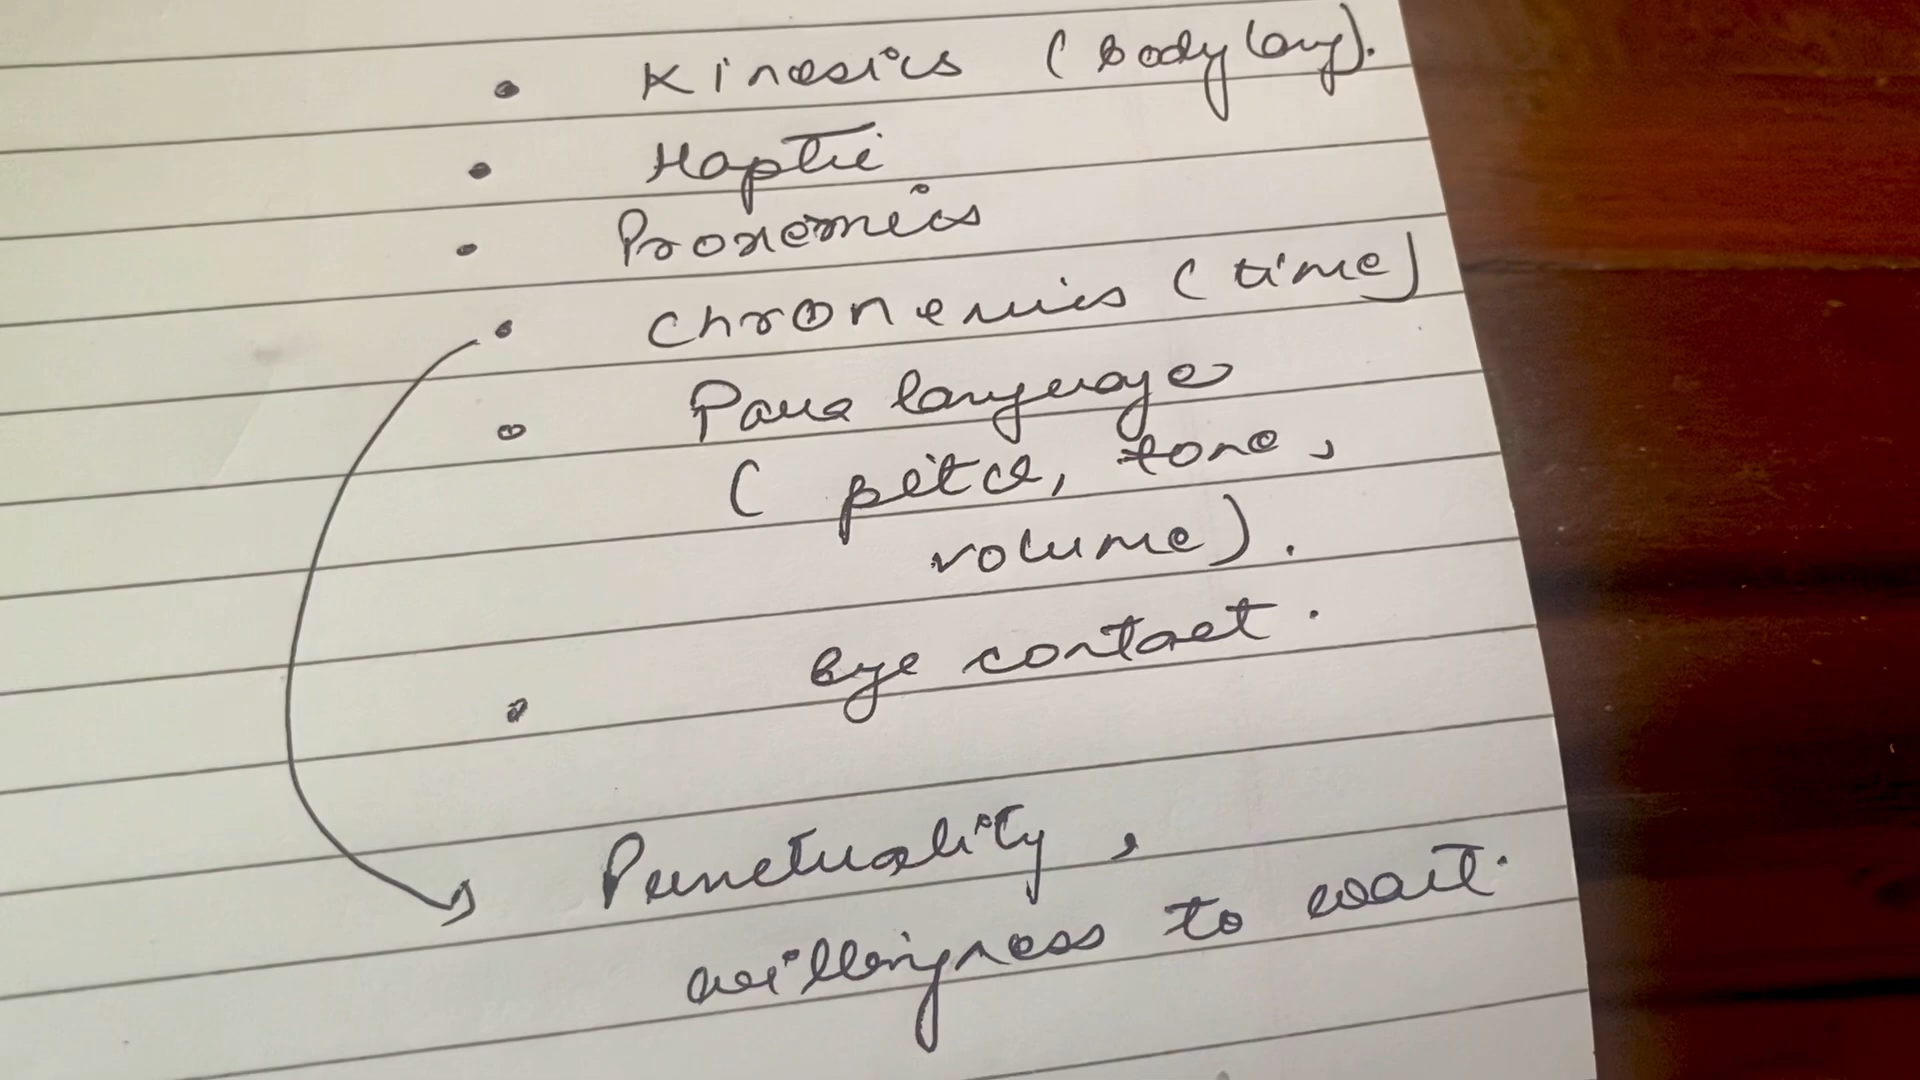 • Kinesics (body lang).
• Haptic
• Proxemics
• Chronemics (time)
• Para language
( pitch, tone,
volume).
• eye contact.
Punctuality,
willingness to wait.